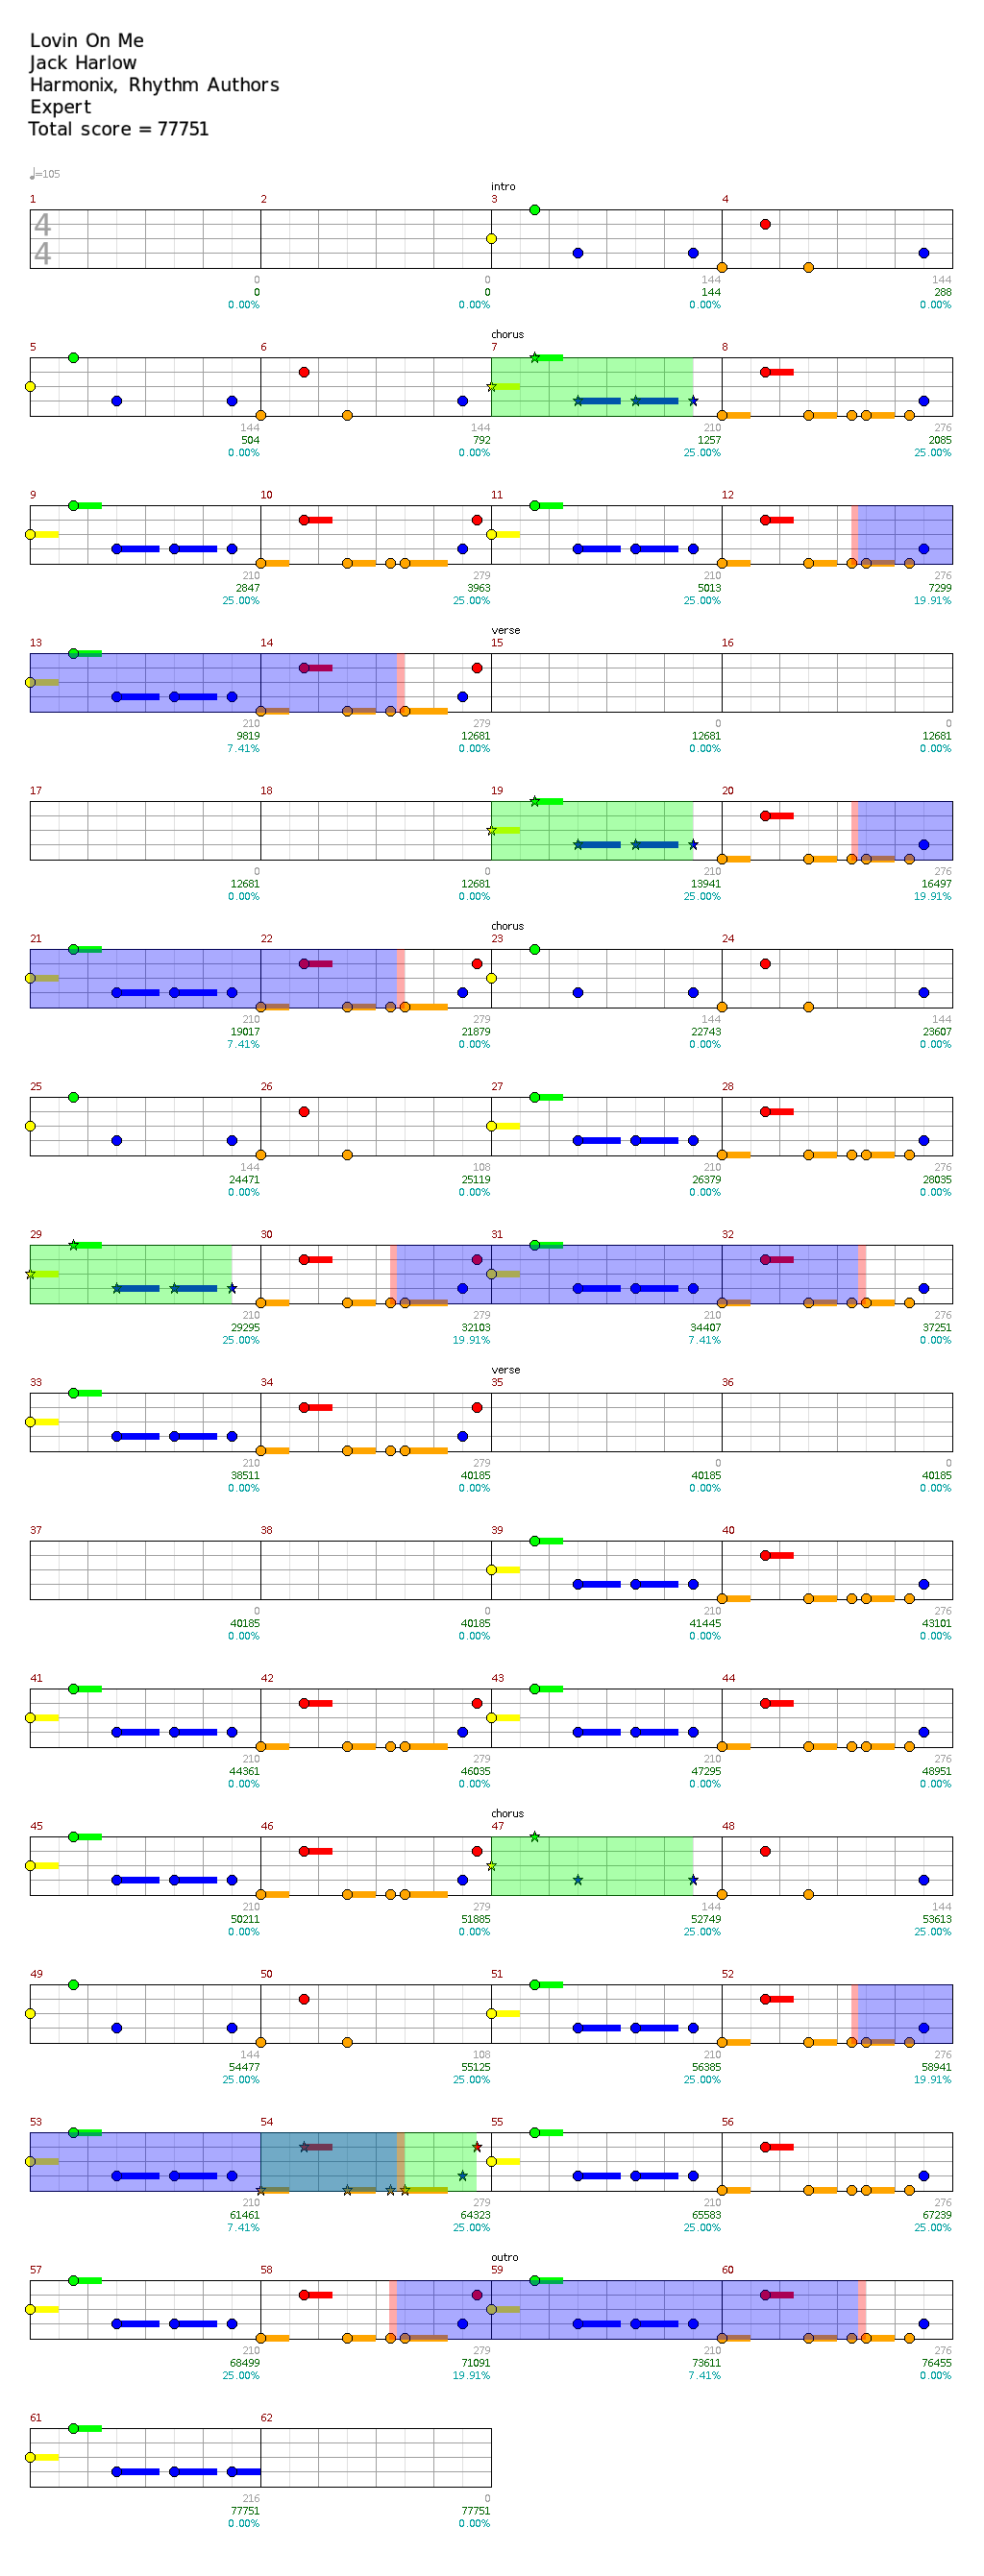 Lovin On Me
Jack Harlow
Harmonix, Rhythm Authors
Expert
Total score = 77751
♩=105
intro
1 2 3 4
4
4
0 0 144 144
0 0 144 288
0.00% 0.00% 0.00% 0.00%
chorus
5 6 7 8
144 144 210 276
504 792 1257 2085
0.00% 0.00% 25.00% 25.00%
9 10 11 12
210 279 210 276
2847 3963 5013 7299
25.00% 25.00% 25.00% 19.91%
verse
13 14 15 16
210 279 0 0
9819 12681 12681 12681
7.41% 0.00% 0.00% 0.00%
17 18 19 20
0 0 210 276
12681 12681 13941 16497
0.00% 0.00% 25.00% 19.91%
chorus
21 22 23 24
210 279 144 144
19017 21879 22743 23607
7.41% 0.00% 0.00% 0.00%
25 26 27 28
144 108 210 276
24471 25119 26379 28035
0.00% 0.00% 0.00% 0.00%
29 30 31 32
210 279 210 276
29295 32103 34407 37251
25.00% 19.91% 7.41% 0.00%
verse
33 34 35 36
210 279 0 0
38511 40185 40185 40185
0.00% 0.00% 0.00% 0.00%
37 38 39 40
0 0 210 276
40185 40185 41445 43101
0.00% 0.00% 0.00% 0.00%
41 42 43 44
210 279 210 276
44361 46035 47295 48951
0.00% 0.00% 0.00% 0.00%
chorus
45 46 47 48
210 279 144 144
50211 51885 52749 53613
0.00% 0.00% 25.00% 25.00%
49 50 51 52
144 108 210 276
54477 55125 56385 58941
25.00% 25.00% 25.00% 19.91%
53 54 55 56
210 279 210 276
61461 64323 65583 67239
7.41% 25.00% 25.00% 25.00%
outro
57 58 59 60
210 279 210 276
68499 71091 73611 76455
25.00% 19.91% 7.41% 0.00%
61 62
216 0
77751 77751
0.00% 0.00%